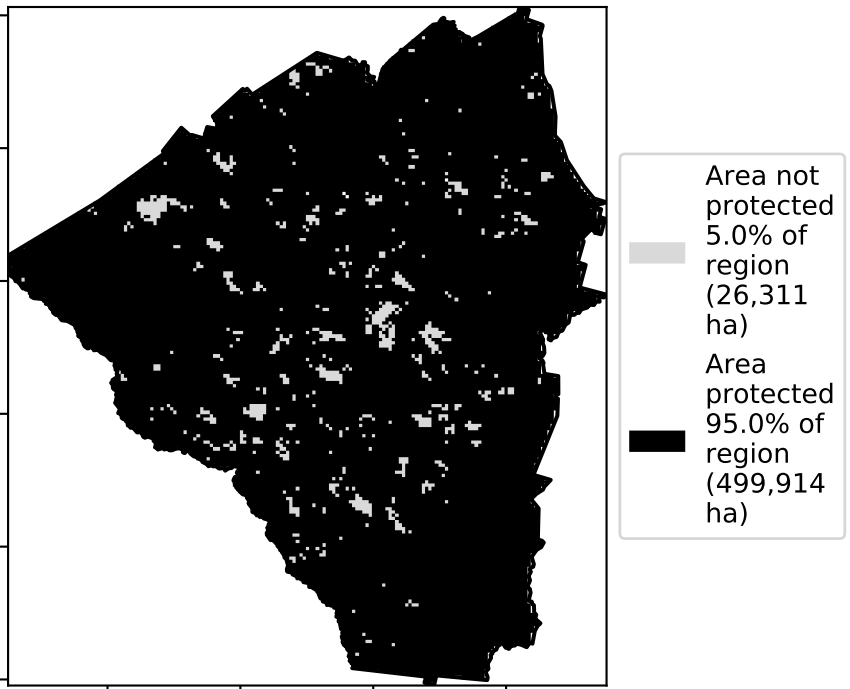 Area not
protected
5.0% of
region
(26,311
ha)
Area
protected
95.0% of
region
(499,914
ha)